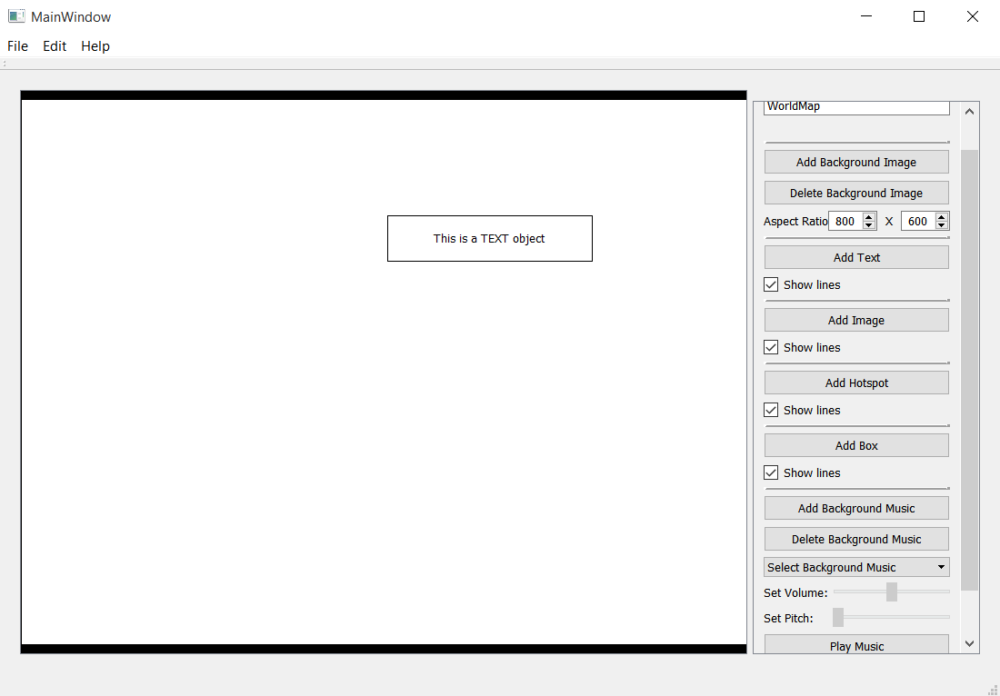 MainWindow
File Edit Help
This is a TEXT object
WorldMap
Add Background Image
Delete Background Image
Aspect Ratio 800 X 600
Add Text
Show lines
Add Image
Show lines
Add Hotspot
Show lines
Add Box
Show lines
Add Background Music
Delete Background Music
Select Background Music
Set Volume:
Set Pitch:
Play Music